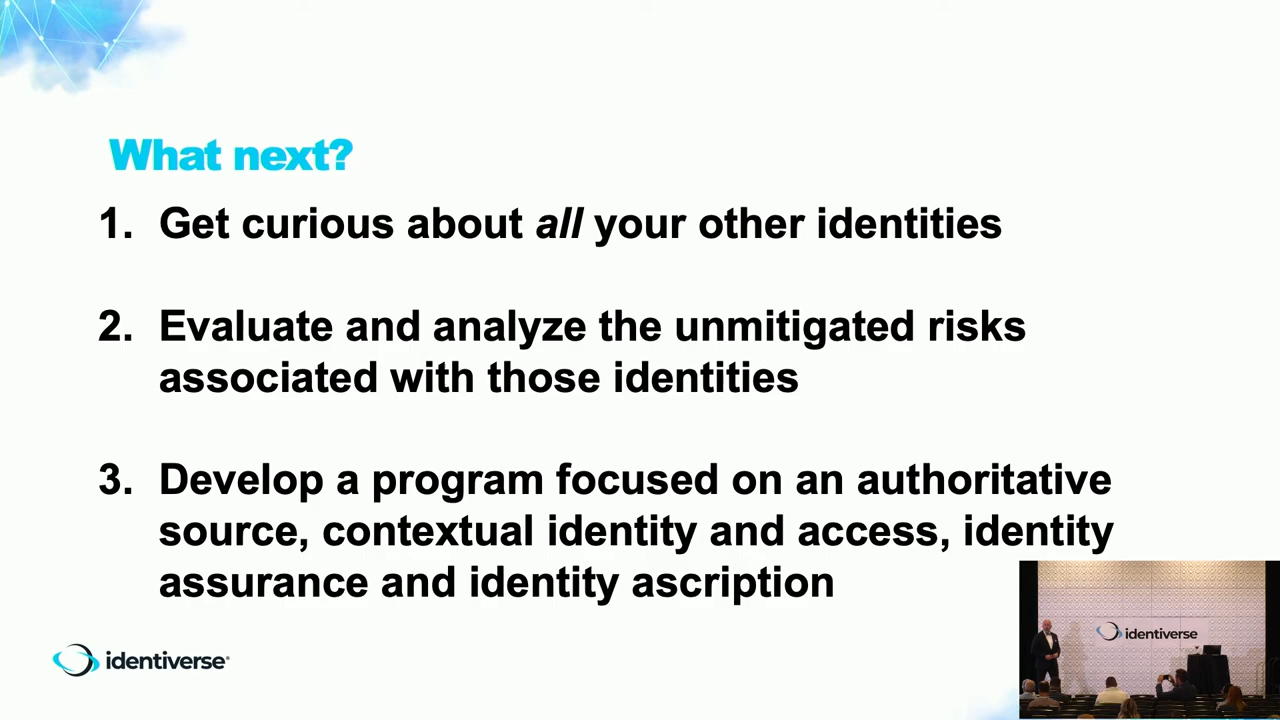 What next?
1. Get curious about all your other identities
2. Evaluate and analyze the unmitigated risks
associated with those identities
3. Develop a program focused on an authoritative
source, contextual identity and access, identity
assurance and identity ascription
identiverse®
identiverse